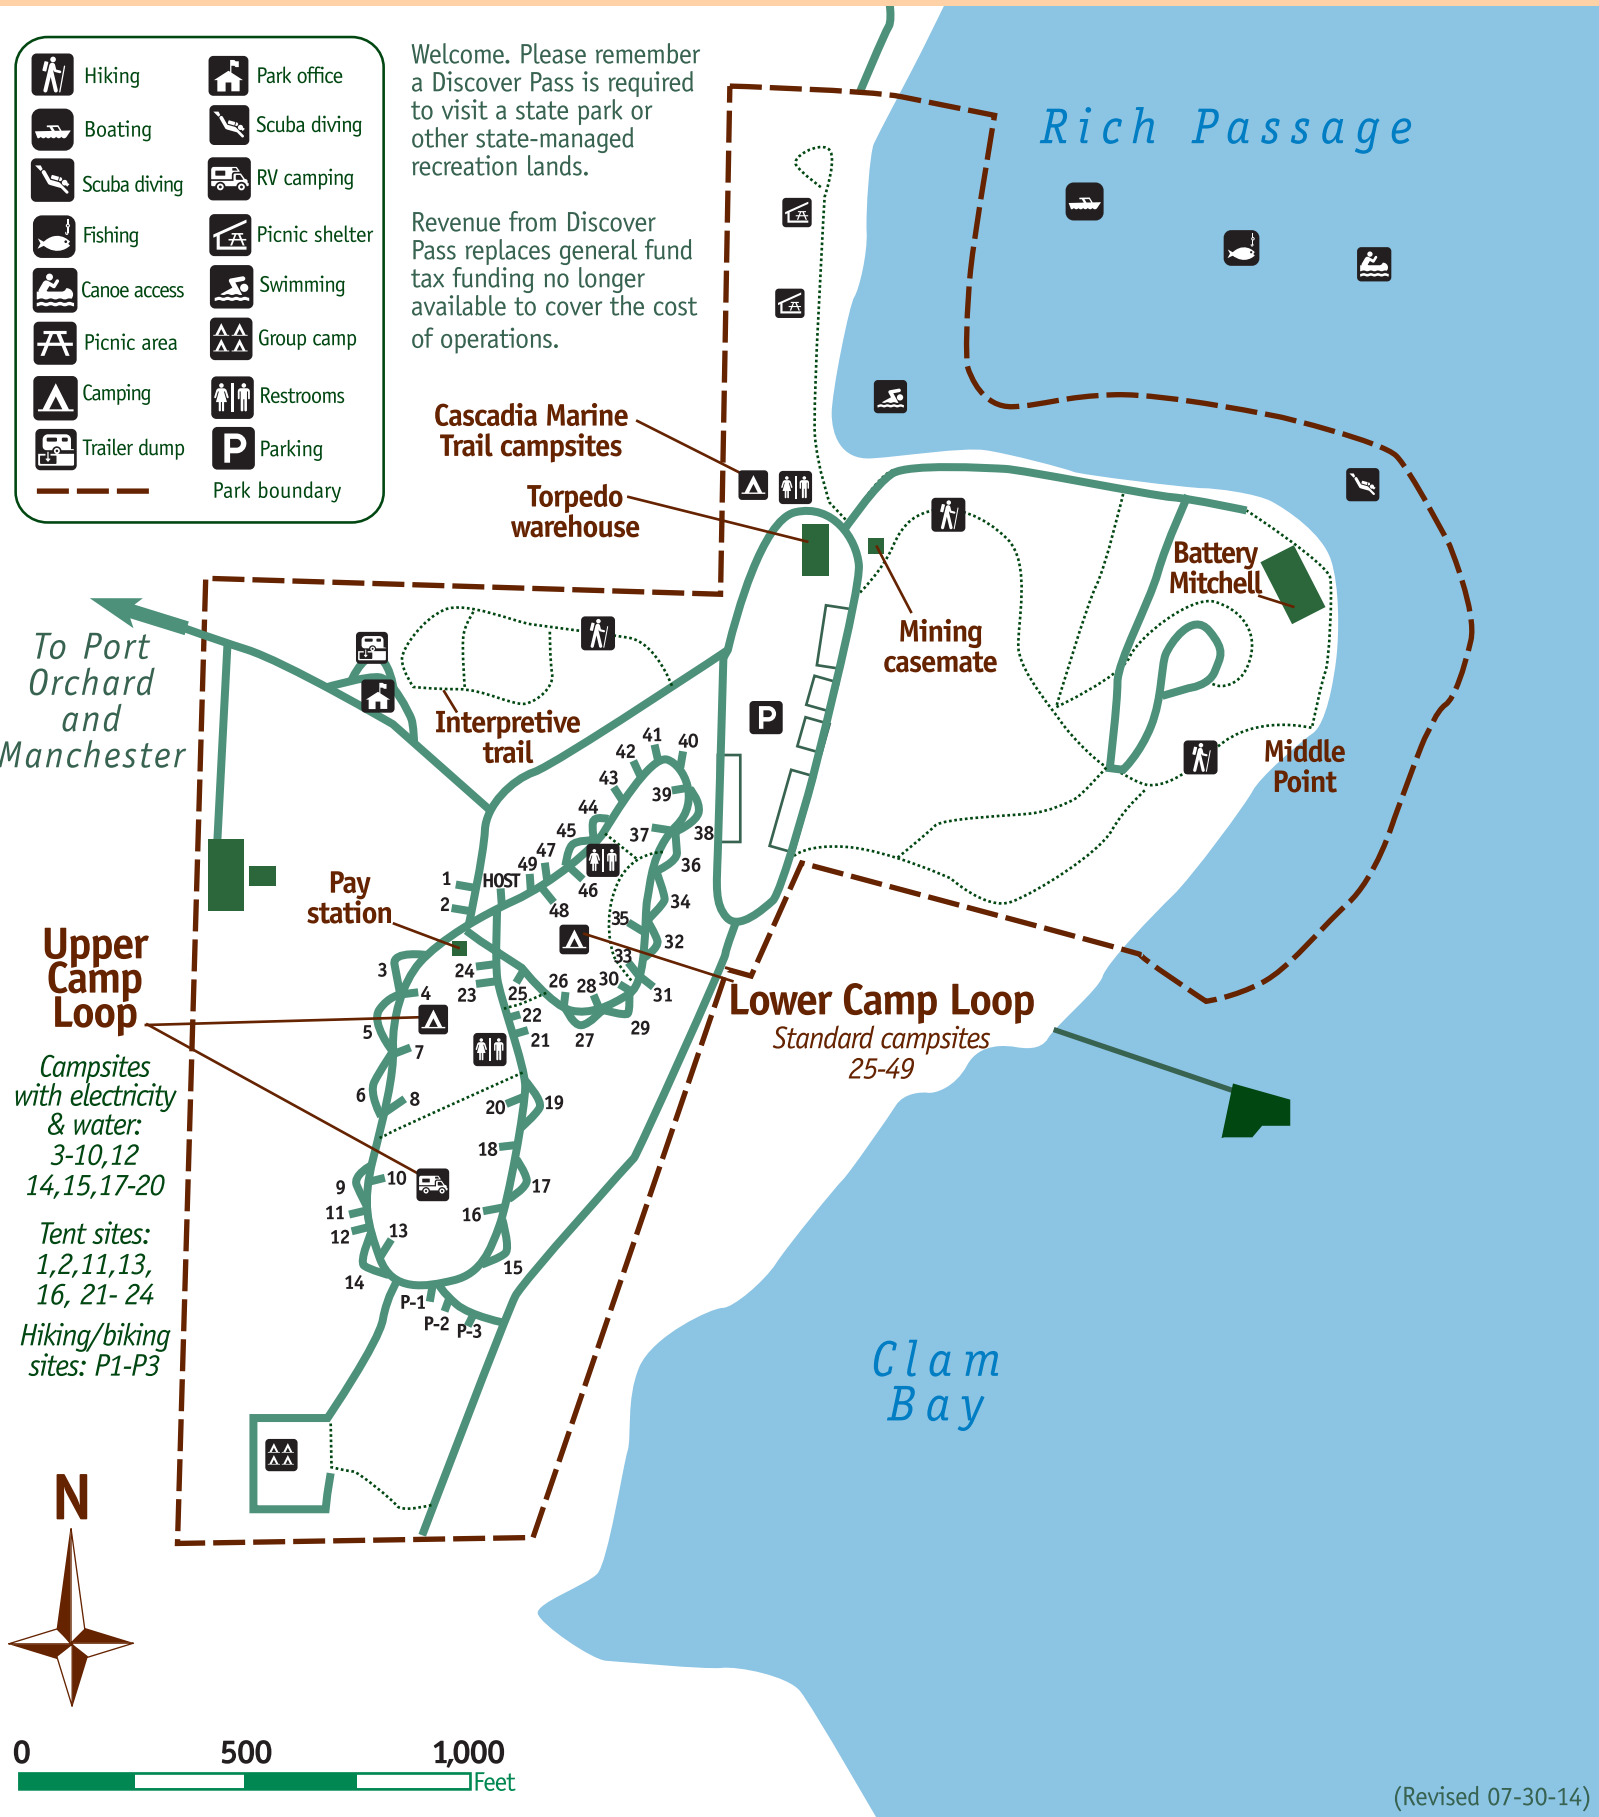 Hiking
Boating
Scuba diving
Fishing
Canoe access
Picnic area
Camping
Trailer dump
Park office
Scuba diving
RV camping
Picnic shelter
Swimming
Group camp
Restrooms
P
Parking
Park boundary
Welcome. Please remember
a Discover Pass is required
to visit a state park or
other state-managed
recreation lands.
Revenue from Discover
Pass replaces general fund
tax funding no longer
available to cover the cost
of operations.
Rich Passage
Cascadia Marine
Trail campsites
Torpedo
warehouse
Battery
Mitchell
Mining
casemate
To Port
Orchard
and
Manchester
Interpretive
trail
P
Middle
Point
41
40
42
43
39
44
45
37
38
47
49
36
1
HOST
46
2
48
34
35
Pay
station
32
33
Upper
Camp
Loop
3
24
4
23
25
26
28
30
31
22
5
21
27
29
7
Lower Camp Loop
Standard campsites
25-49
Campsites
with electricity
& water:
3-10,12
14,15,17-20
6
8
20
19
18
10
9
17
11
16
12
13
14
15
Tent sites:
1,2,11,13,
16, 21- 24
P-1
P-2
P-3
Hiking/biking
sites: P1-P3
Clam
Bay
N
0
500
1,000
Feet
(Revised 07-30-14)